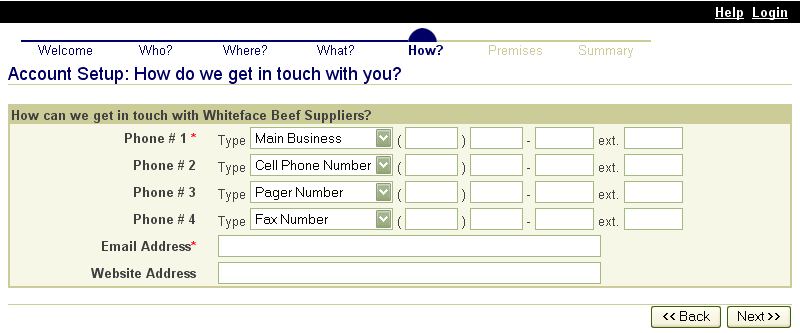 Help Login
Welcome Who? Where? What? How? Premises Summary
Account Setup: How do we get in touch with you?
How can we get in touch with Whiteface Beef Suppliers?
Phone # 1 * Type Main Business ( ) - ext.
Phone # 2 Type Cell Phone Number ( ) - ext.
Phone # 3 Type Pager Number ( ) - ext.
Phone # 4 Type Fax Number ( ) - ext.
Email Address*
Website Address
<< Back Next >>